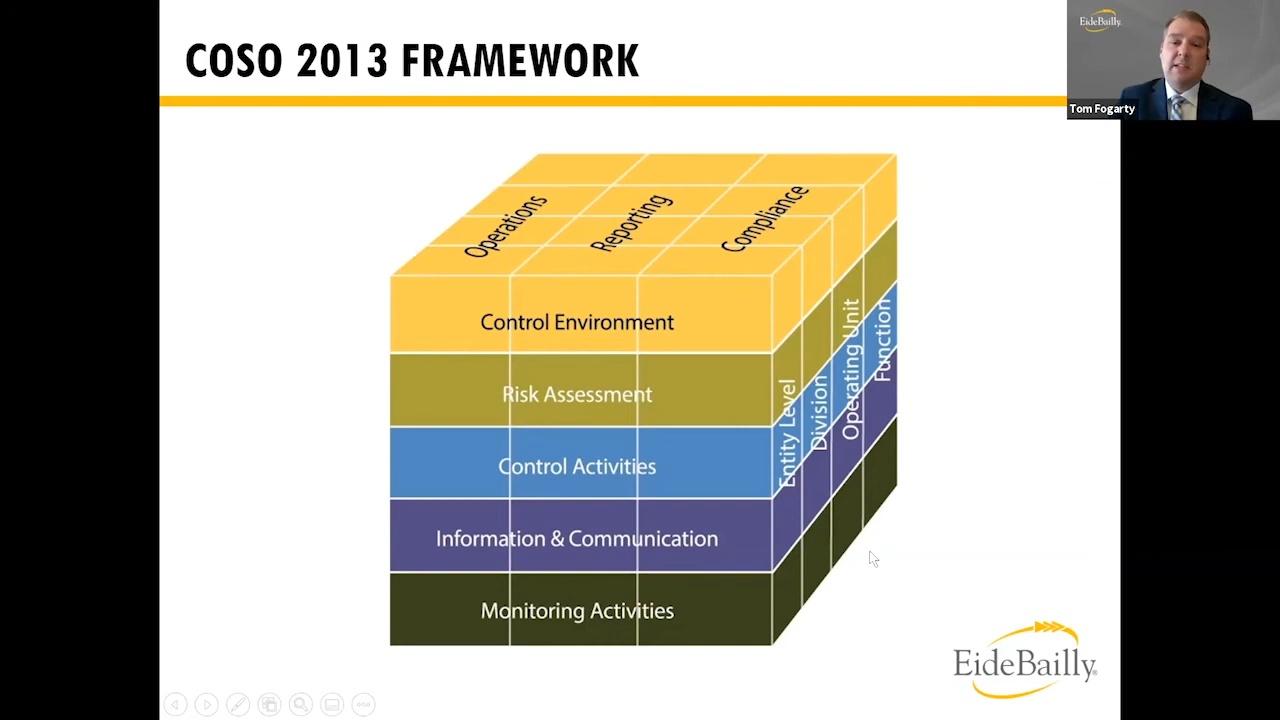 COSO 2013 FRAMEWORK
EideBailly.
Tom Fogarty
Operations
Reporting
Compliance
Control Environment
Risk Assessment
Control Activities
Information & Communication
Monitoring Activities
Entity Level
Division
Operating Unit
Function
EideBailly®